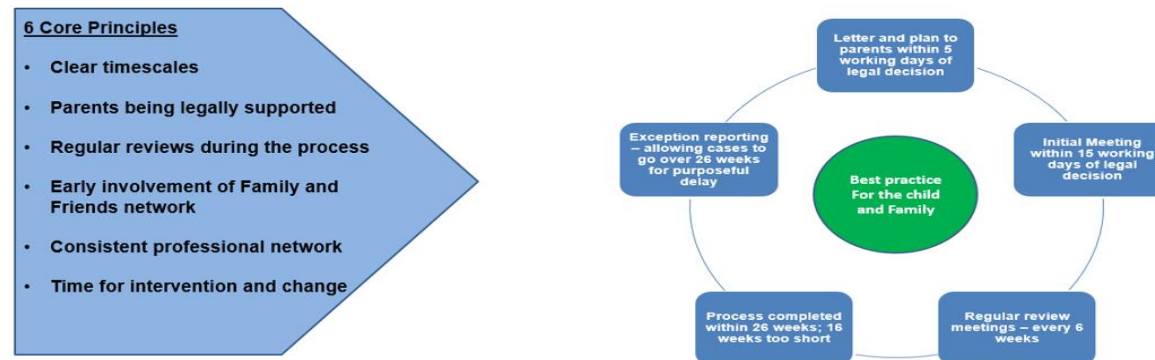 6 Core Principles
• Clear timescales
• Parents being legally supported
• Regular reviews during the process
• Early involvement of Family and
Friends network
• Consistent professional network
• Time for intervention and change
Letter and plan to
parents within 5
working days of
legal decision
Initial Meeting
within 15 working
days of legal
decision
Regular review
meetings – every 6
weeks
Process completed
within 26 weeks; 16
weeks too short
Exception reporting
– allowing cases to
go over 26 weeks
for purposeful
delay
Best practice
For the child
and Family